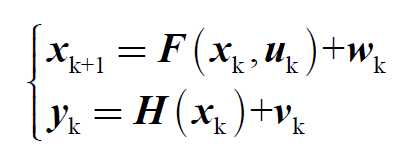 x_{k+1} = F(x_k, u_k)+w_k
y_k = H(x_k)+v_k